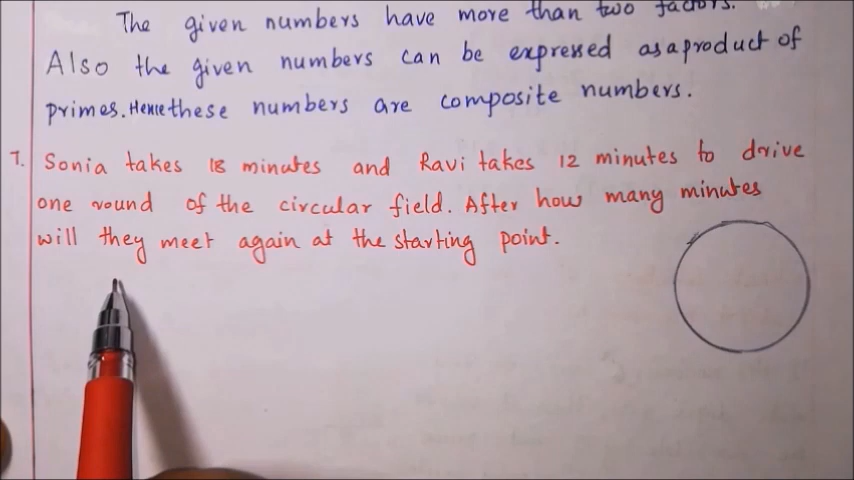 The given numbers have more than two factors.
Also the given numbers can be expressed as a product of
primes. Hence these numbers are composite numbers.
7. Sonia takes 18 minutes and Ravi takes 12 minutes to drive
one round of the circular field. After how many minutes
will they meet again at the starting point.